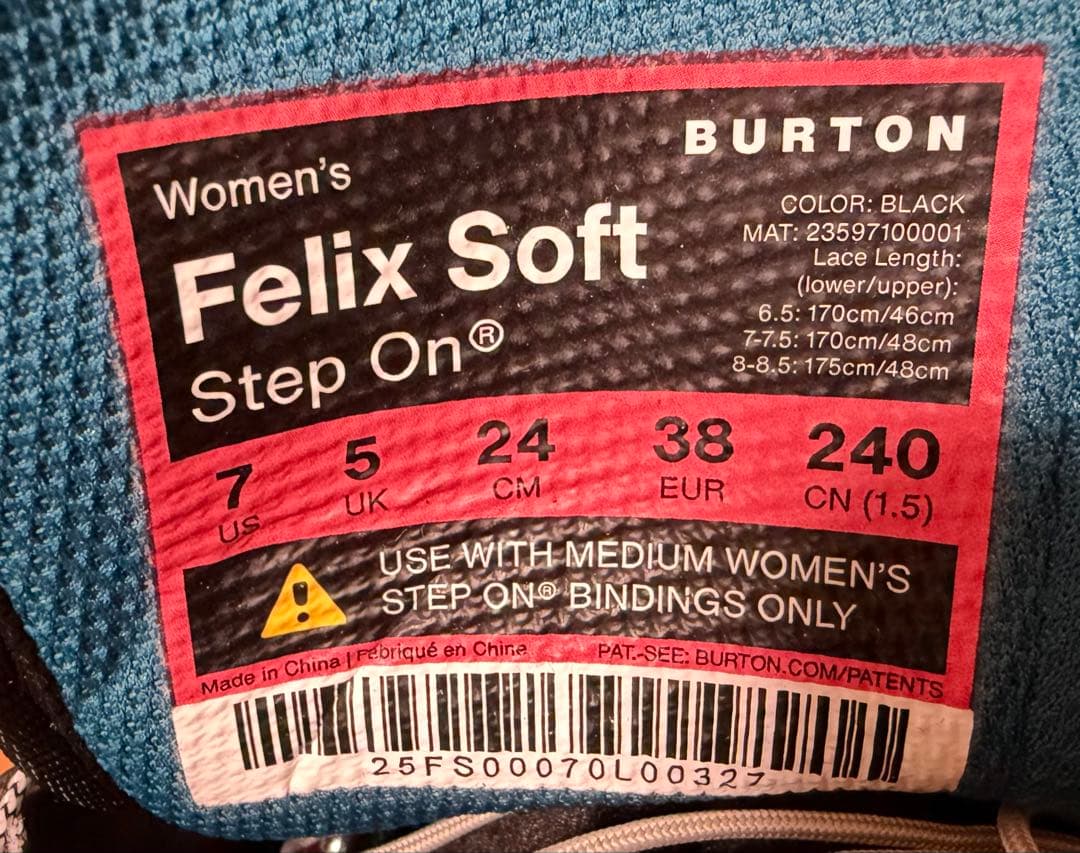 BURTON
Women's
Felix Soft
Step On®
COLOR: BLACK
MAT: 23597100001
Lace Length:
(lower/upper):
6.5: 170cm/46cm
7-7.5: 170cm/48cm
8-8.5: 175cm/48cm
7 5 24 38 240
US UK CM EUR CN (1.5)
USE WITH MEDIUM WOMEN'S
STEP ON® BINDINGS ONLY
Made in China | Fabriqué en Chine PAT.-SEE: BURTON.COM/PATENTS
25FS00070L00327